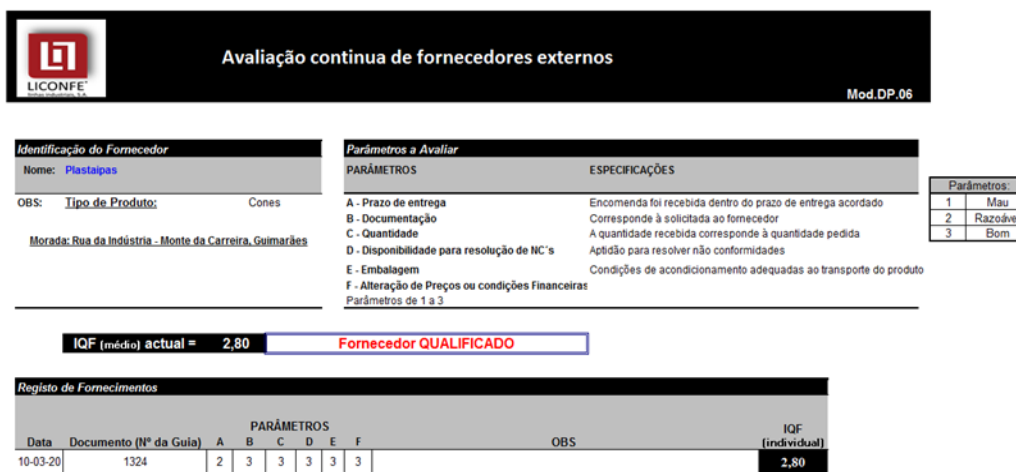 LICONFE
linhas industriais, S.A.
Avaliação continua de fornecedores externos
Mod.DP.06
Identificação do Fornecedor
Nome: Plastaipas
OBS: Tipo de Produto: Cones
Morada: Rua da Indústria - Monte da Carreira, Guimarães
Parâmetros a Avaliar
PARÂMETROS ESPECIFICAÇÕES
A - Prazo de entrega Encomenda foi recebida dentro do prazo de entrega acordado
B - Documentação Corresponde à solicitada ao fornecedor
C - Quantidade A quantidade recebida corresponde à quantidade pedida
D - Disponibilidade para resolução de NC´s Aptidão para resolver não conformidades
E - Embalagem Condições de acondicionamento adequadas ao transporte do produto
F - Alteração de Preços ou condições Financeiras
Parâmetros de 1 a 3
Parâmetros:
1 Mau
2 Razoáve
3 Bom
IQF (médio) actual = 2,80 Fornecedor QUALIFICADO
Registo de Fornecimentos
PARÂMETROS
Data Documento (Nº da Guia) A B C D E F OBS IQF (individual)
10-03-20 1324 2 3 3 3 3 3 2,80